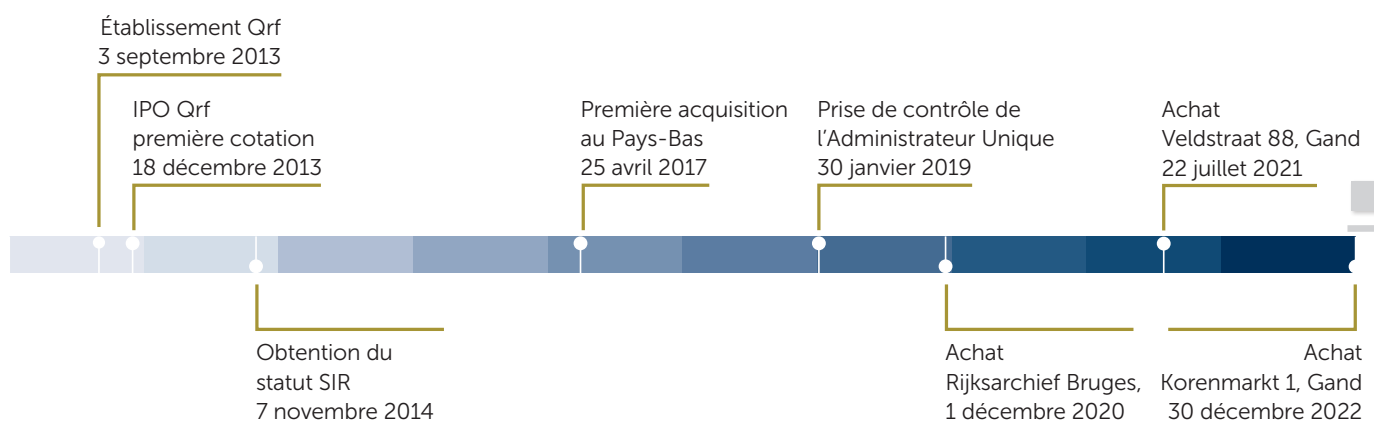 Établissement Qrf
3 septembre 2013
IPO Qrf
première cotation
18 décembre 2013
Première acquisition
au Pays-Bas
25 avril 2017
Prise de contrôle de
l'Administrateur Unique
30 janvier 2019
Achat
Veldstraat 88, Gand
22 juillet 2021
Obtention du
statut SIR
7 novembre 2014
Achat
Rijksarchief Bruges,
1 décembre 2020
Achat
Korenmarkt 1, Gand
30 décembre 2022